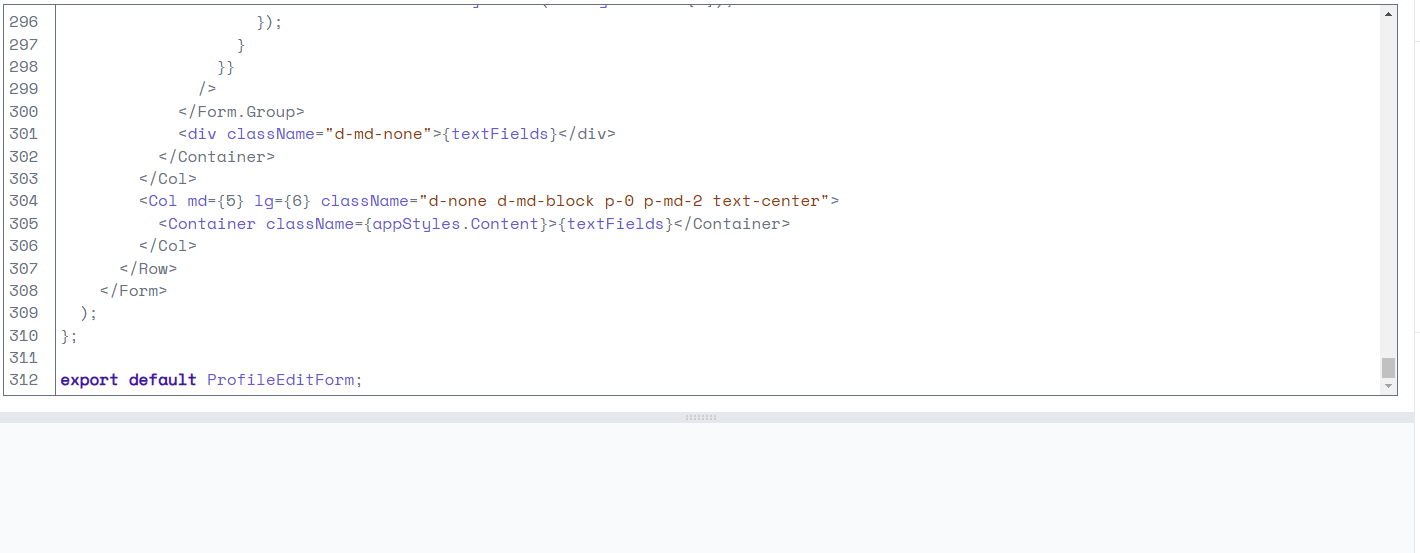 296                       });
297                     }
298                   }}
299                 />
300               </Form.Group>
301               <div className="d-md-none">{textFields}</div>
302             </Container>
303           </Col>
304           <Col md={5} lg={6} className="d-none d-md-block p-0 p-md-2 text-center">
305             <Container className={appStyles.Content}>{textFields}</Container>
306           </Col>
307         </Row>
308       </Form>
309     );
310 };
311
312 export default ProfileEditForm;